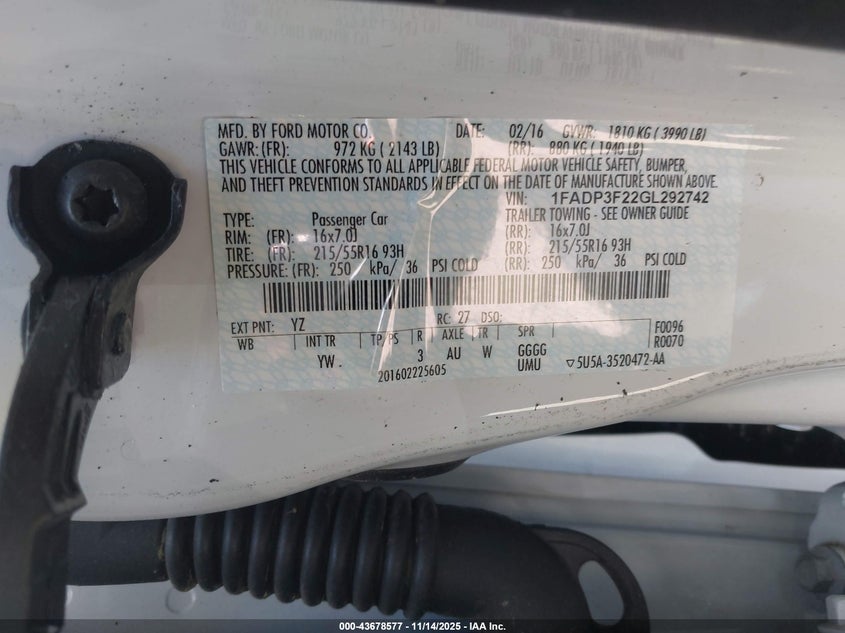 MFD. BY FORD MOTOR CO. DATE: 02/16 GVWR: 1810 KG ( 3990 LB)
GAWR: (FR): 972 KG ( 2143 LB) (RR): 880 KG ( 1940 LB)
THIS VEHICLE CONFORMS TO ALL APPLICABLE FEDERAL MOTOR VEHICLE SAFETY, BUMPER,
AND THEFT PREVENTION STANDARDS IN EFFECT ON THE DATE OF MANUFACTURE SHOWN ABOVE.
VIN: 1FADP3F22GL292742
TYPE: Passenger Car TRAILER TOWING - SEE OWNER GUIDE
RIM: (FR): 16x7.0J (RR): 16x7.0J
TIRE: (FR): 215/55R16 93H (RR): 215/55R16 93H
PRESSURE: (FR): 250 kPa/ 36 PSI COLD (RR): 250 kPa/ 36 PSI COLD
EXT PNT: YZ RC: 27 DSO: F0096
WB INT TR TP/PS R AXLE TR SPR R0070
YW 3 AU W GGGG
UMU ▽5U5A-3520472-AA
201602225605
000-43678577 - 11/14/2025 - IAA Inc.